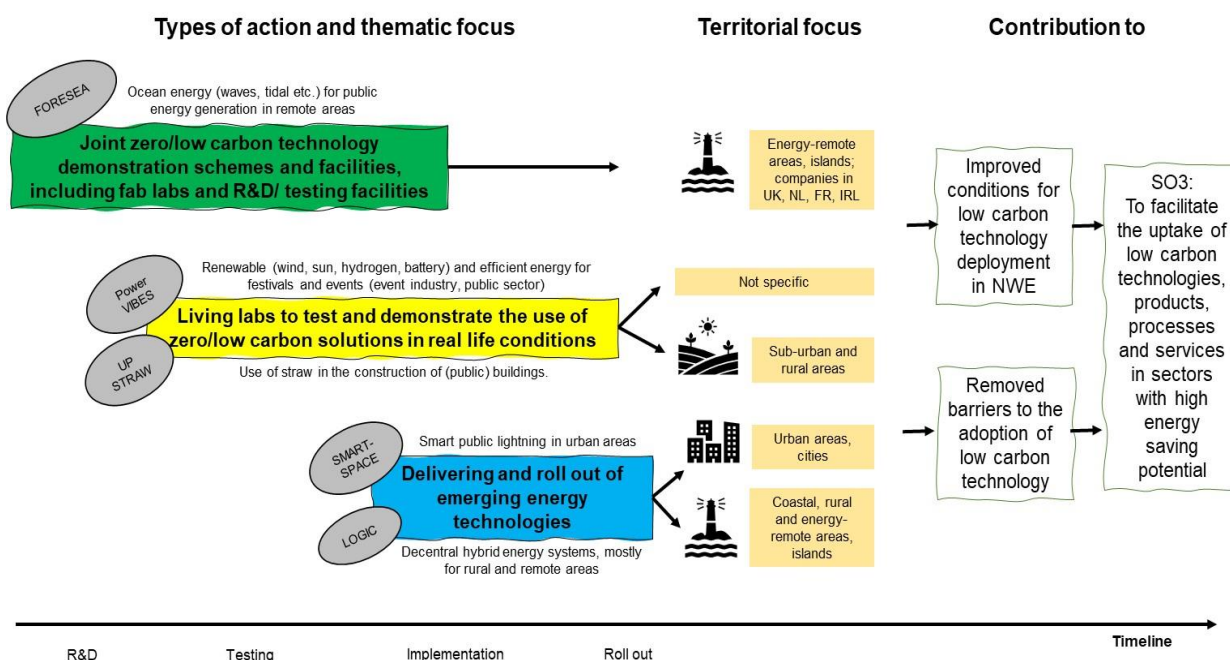 Types of action and thematic focus
Territorial focus
Contribution to
FORESEA
Ocean energy (waves, tidal etc.) for public
energy generation in remote areas
Joint zero/low carbon technology
demonstration schemes and facilities,
including fab labs and R&D/ testing facilities
Energy-remote
areas, islands;
companies in
UK, NL, FR, IRL
Improved
conditions for
low carbon
technology
deployment
in NWE
SO3:
To facilitate
the uptake of
low carbon
technologies,
products,
processes
and services
in sectors
with high
energy
saving
potential
Power
VIBES
Renewable (wind, sun, hydrogen, battery) and efficient energy for
festivals and events (event industry, public sector)
Living labs to test and demonstrate the use of
zero/low carbon solutions in real life conditions
UP
STRAW
Use of straw in the construction of (public) buildings.
Not specific
Sub-urban and
rural areas
Removed
barriers to the
adoption of
low carbon
technology
SMART-
SPACE
Smart public lightning in urban areas
Delivering and roll out of
emerging energy
technologies
LOGIC
Decentral hybrid energy systems, mostly
for rural and remote areas
Urban areas,
cities
Coastal, rural
and energy-
remote areas,
islands
Timeline
R&D
Testing
Implementation
Roll out